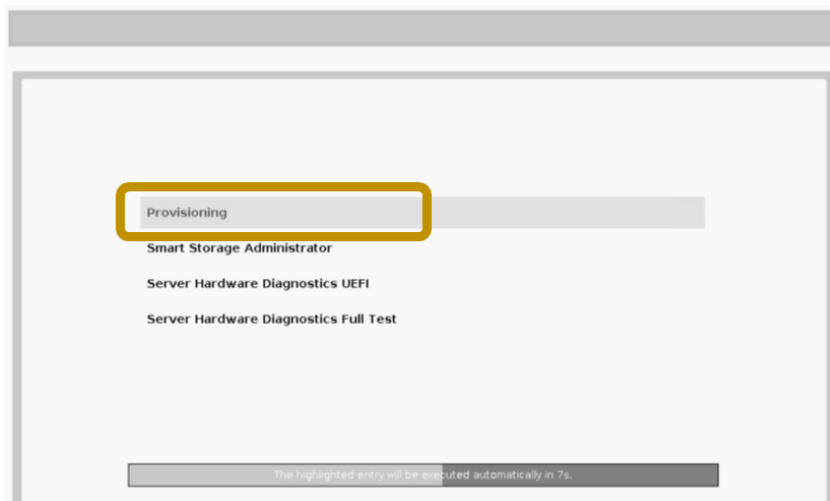 Provisioning
Smart Storage Administrator
Server Hardware Diagnostics UEFI
Server Hardware Diagnostics Full Test
The highlighted entry will be executed automatically in 7s.